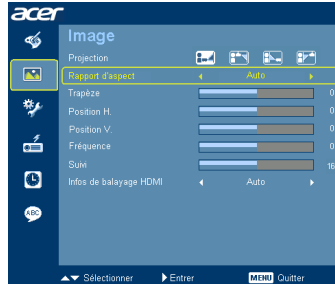 acer
Image
Projection
Rapport d'aspect Auto
Trapèze 0
Position H. 0
Position V. 0
Fréquence 0
Suivi 16
Infos de balayage HDMI Auto
ABC
Sélectionner Entrer MENU Quitter